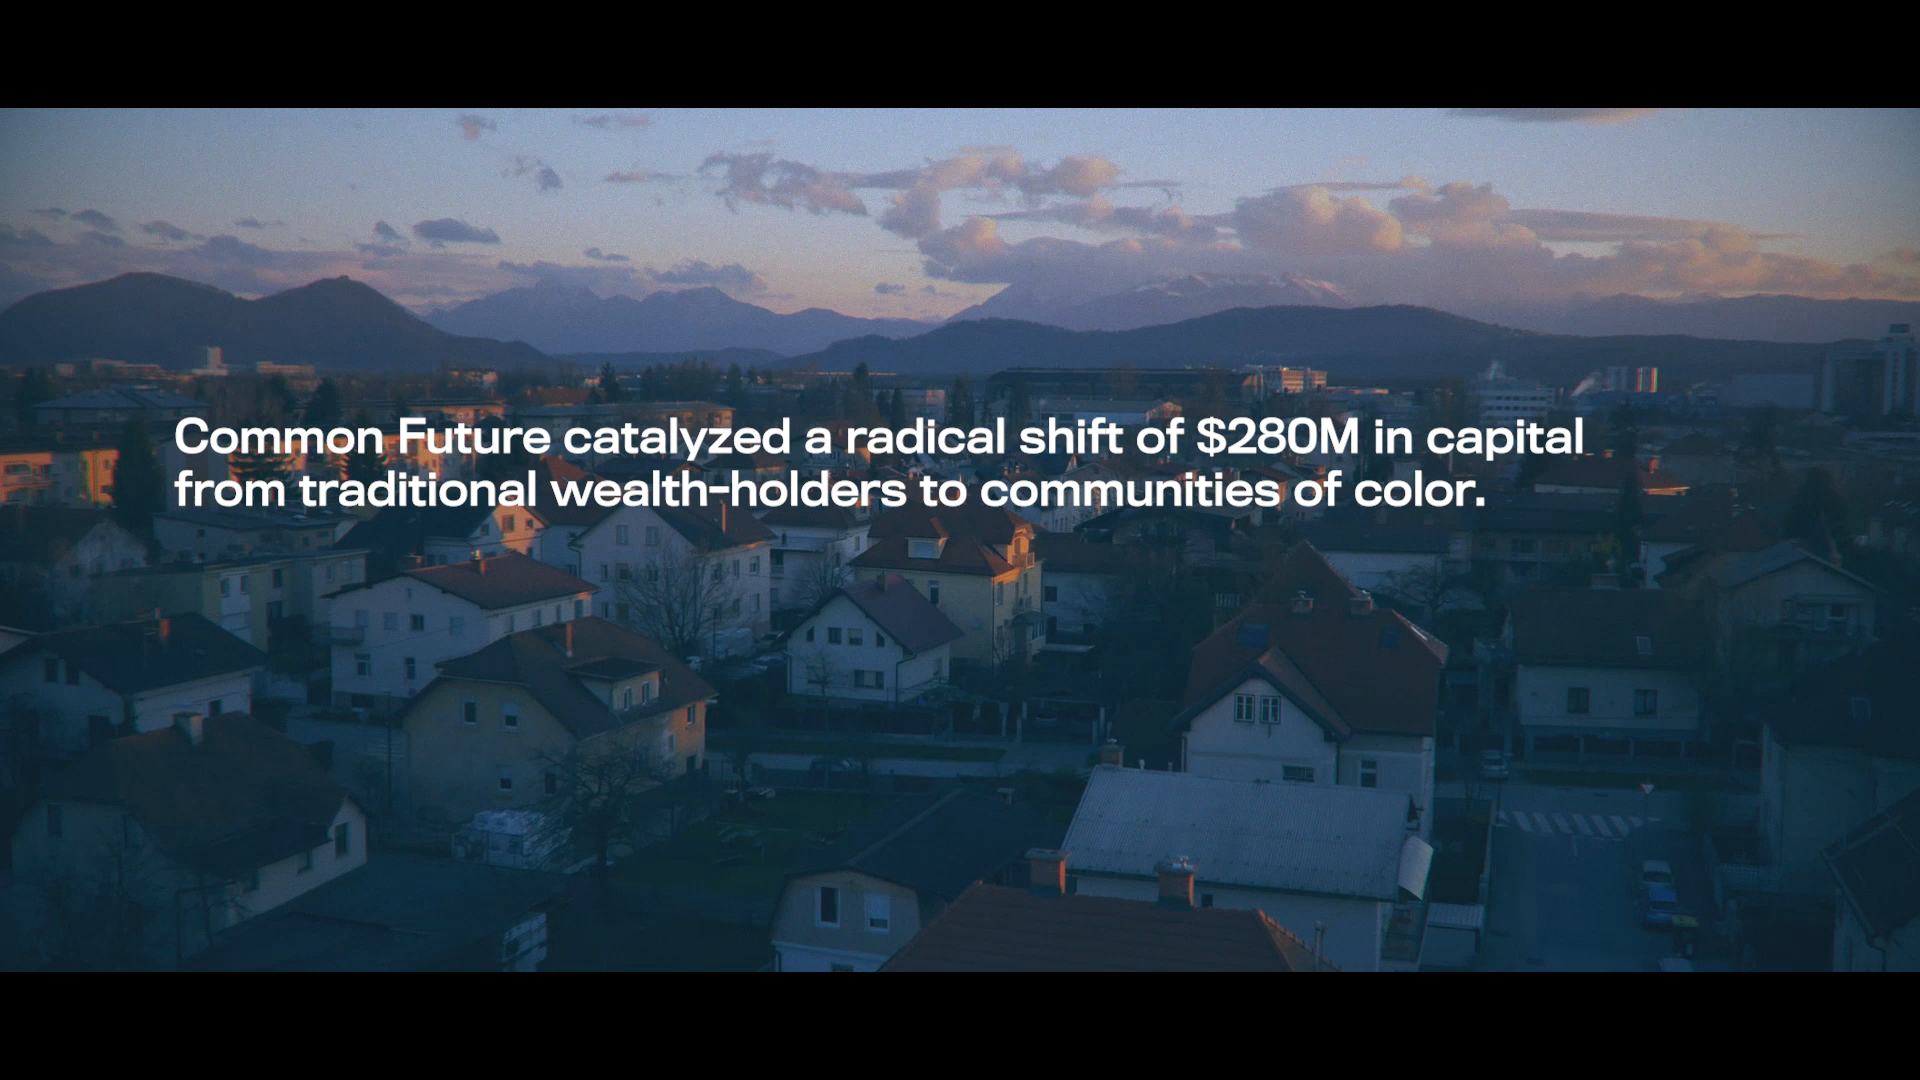 Common Future catalyzed a radical shift of $280M in capital
from traditional wealth-holders to communities of color.